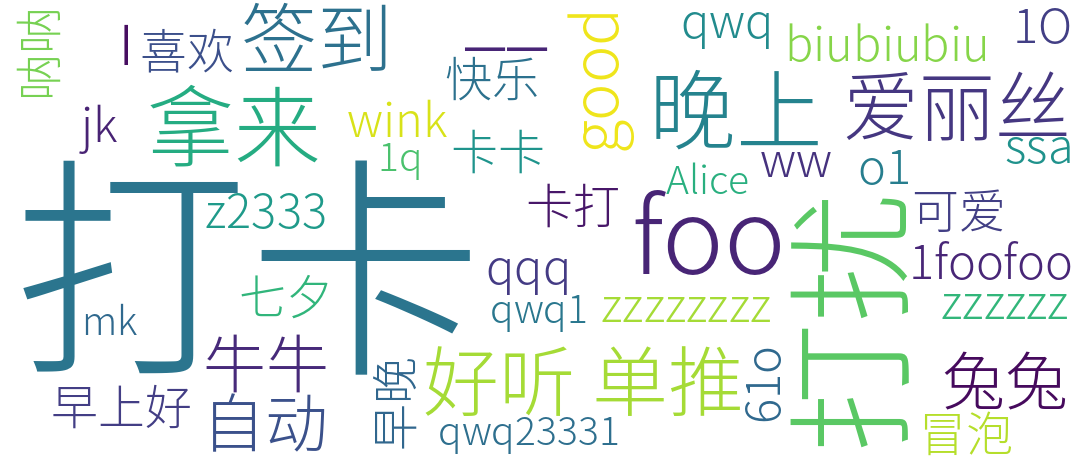 呐呐
l
喜欢
签到
一一
快乐
good
qwq
biubiubiu
1O
jk
拿来
wink
1q
卡卡
晚上
爱丽丝
ssa
ww
o1
Alice
打卡
z2333
卡打
foo
打扰
可爱
1foofoo
qqq
七夕
mk
qwq1
zzzzzzzz
zzzzzz
牛牛
早晚
好听
单推
61o
兔兔
早上好
自动
qwq23331
冒泡